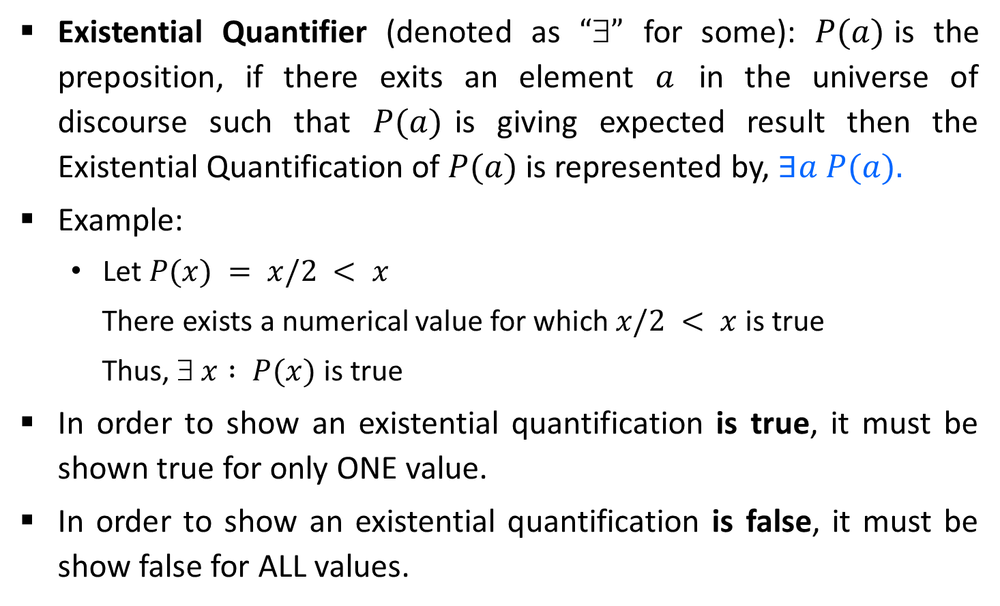 ▪ Existential Quantifier (denoted as “∃” for some): P(a) is the
preposition, if there exits an element a in the universe of
discourse such that P(a) is giving expected result then the
Existential Quantification of P(a) is represented by, ∃a P(a).
▪ Example:
• Let P(x) = x/2 < x
There exists a numerical value for which x/2 < x is true
Thus, ∃ x : P(x) is true
▪ In order to show an existential quantification is true, it must be
shown true for only ONE value.
▪ In order to show an existential quantification is false, it must be
show false for ALL values.